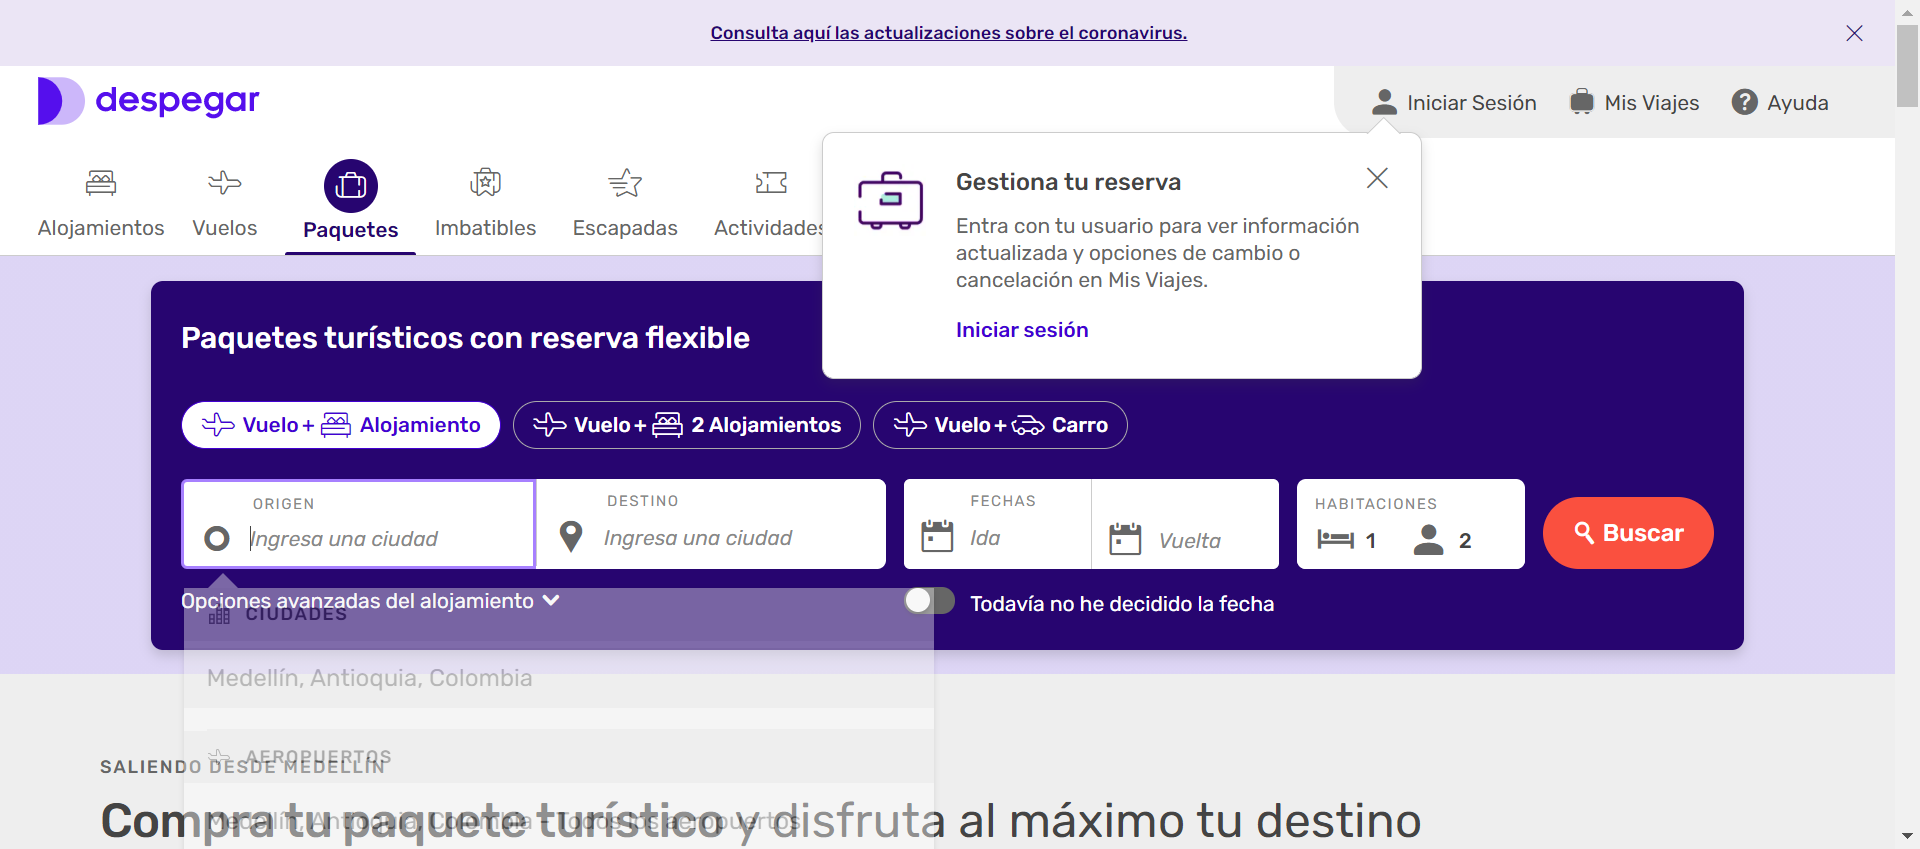 Consulta aquí las actualizaciones sobre el coronavirus.
despegar
Iniciar Sesión
Mis Viajes
? Ayuda
Alojamientos
Vuelos
Paquetes
Imbatibles
Escapadas
Actividades
Gestiona tu reserva
Entra con tu usuario para ver información
actualizada y opciones de cambio o
cancelación en Mis Viajes.
Iniciar sesión
Paquetes turísticos con reserva flexible
Vuelo + Alojamiento
Vuelo + 2 Alojamientos
Vuelo + Carro
ORIGEN
Ingresa una ciudad
DESTINO
Ingresa una ciudad
FECHAS
Ida
Vuelta
HABITACIONES
1 2
Buscar
Opciones avanzadas del alojamiento
Todavía no he decidido la fecha
CIUDADES
Medellín, Antioquia, Colombia
AEROPUERTOS
SALIENDO DESDE MEDELLÍN
Medellín, Antioquia, Colombia - Todos los aeropuertos
Compra tu paquete turístico y disfruta al máximo tu destino